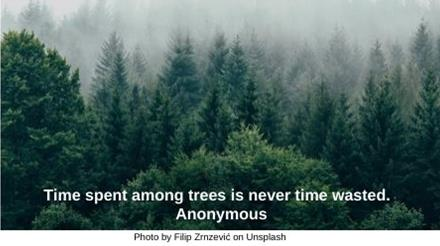 Time spent among trees is never time wasted.
Anonymous
Photo by Filip Zrnzević on Unsplash